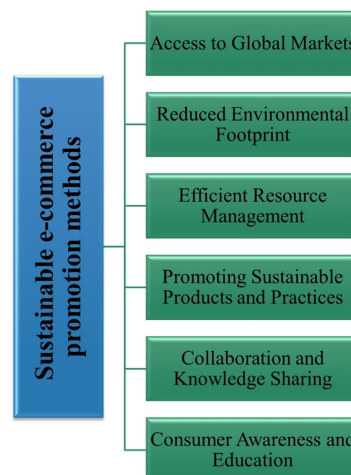 Sustainable e-commerce
promotion methods
Access to Global Markets
Reduced Environmental
Footprint
Efficient Resource
Management
Promoting Sustainable
Products and Practices
Collaboration and
Knowledge Sharing
Consumer Awareness and
Education